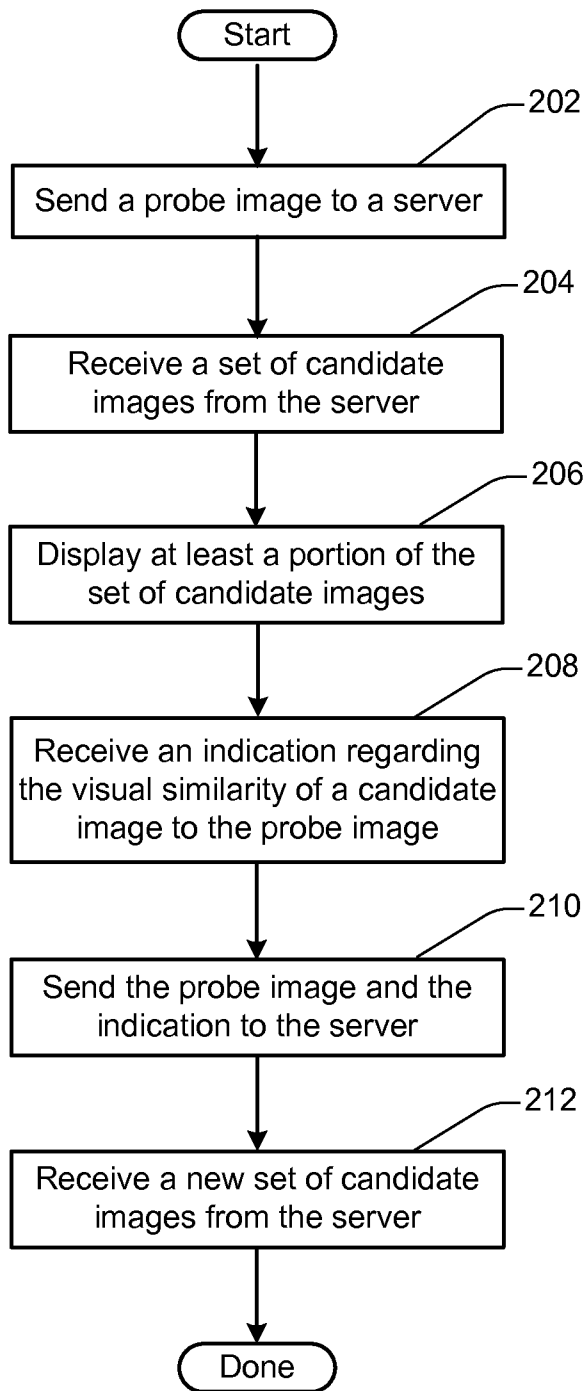 Start
202
Send a probe image to a server
204
Receive a set of candidate
images from the server
206
Display at least a portion of the
set of candidate images
208
Receive an indication regarding
the visual similarity of a candidate
image to the probe image
210
Send the probe image and the
indication to the server
212
Receive a new set of candidate
images from the server
Done